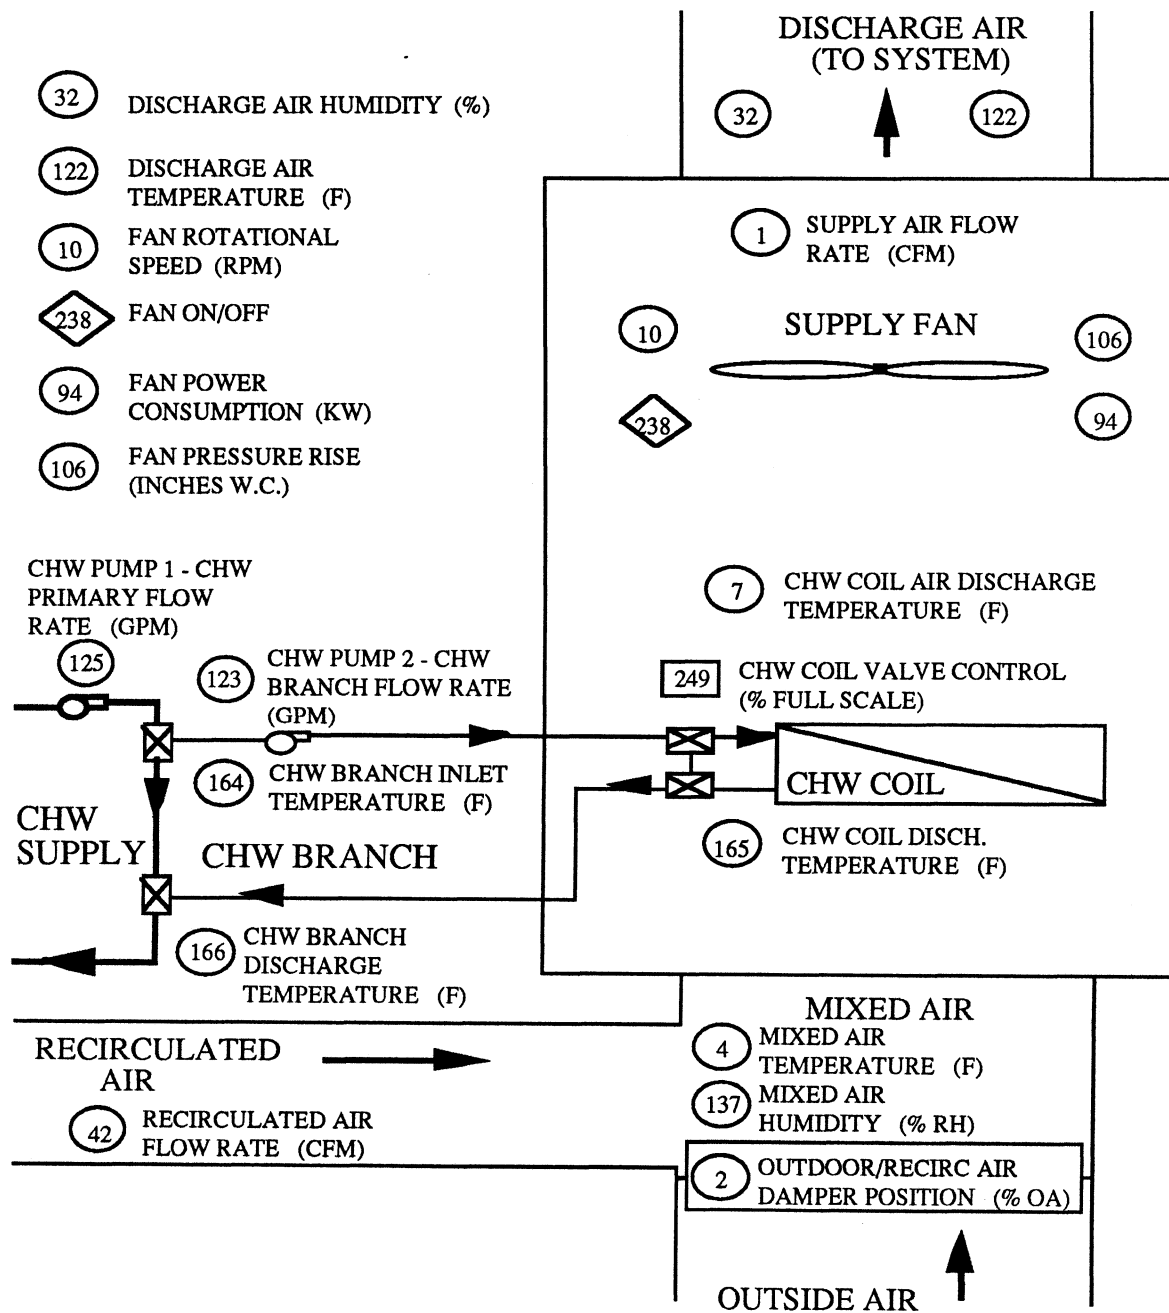 DISCHARGE AIR
(TO SYSTEM)
32
122
32
DISCHARGE AIR HUMIDITY (%)
122
DISCHARGE AIR
TEMPERATURE (F)
10
FAN ROTATIONAL
SPEED (RPM)
238
FAN ON/OFF
94
FAN POWER
CONSUMPTION (KW)
106
FAN PRESSURE RISE
(INCHES W.C.)
1
SUPPLY AIR FLOW
RATE (CFM)
10
SUPPLY FAN
106
238
94
CHW PUMP 1 - CHW
PRIMARY FLOW
RATE (GPM)
125
123
CHW PUMP 2 - CHW
BRANCH FLOW RATE
(GPM)
164
CHW BRANCH INLET
TEMPERATURE (F)
7
CHW COIL AIR DISCHARGE
TEMPERATURE (F)
249
CHW COIL VALVE CONTROL
(% FULL SCALE)
CHW COIL
165
CHW COIL DISCH.
TEMPERATURE (F)
CHW
SUPPLY
CHW BRANCH
166
CHW BRANCH
DISCHARGE
TEMPERATURE (F)
MIXED AIR
4
MIXED AIR
TEMPERATURE (F)
137
MIXED AIR
HUMIDITY (% RH)
RECIRCULATED
AIR
42
RECIRCULATED AIR
FLOW RATE (CFM)
2
OUTDOOR/RECIRC AIR
DAMPER POSITION (% OA)
OUTSIDE AIR